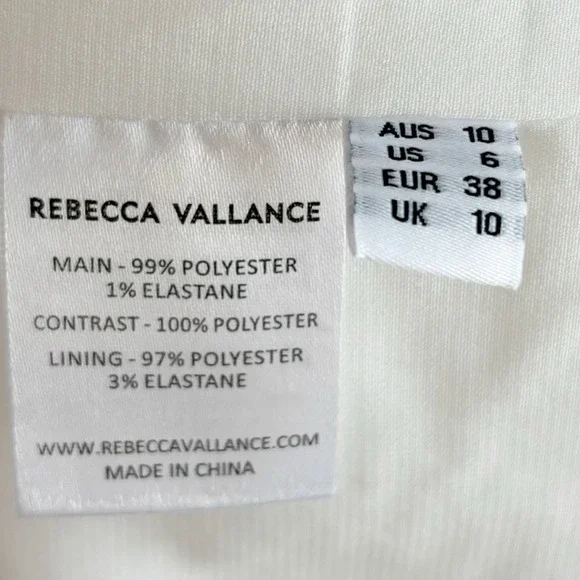 REBECCA VALLANCE
MAIN - 99% POLYESTER
1% ELASTANE
CONTRAST - 100% POLYESTER
LINING - 97% POLYESTER
3% ELASTANE
WWW.REBECCAVALLANCE.COM
MADE IN CHINA
AUS 10
US 6
EUR 38
UK 10